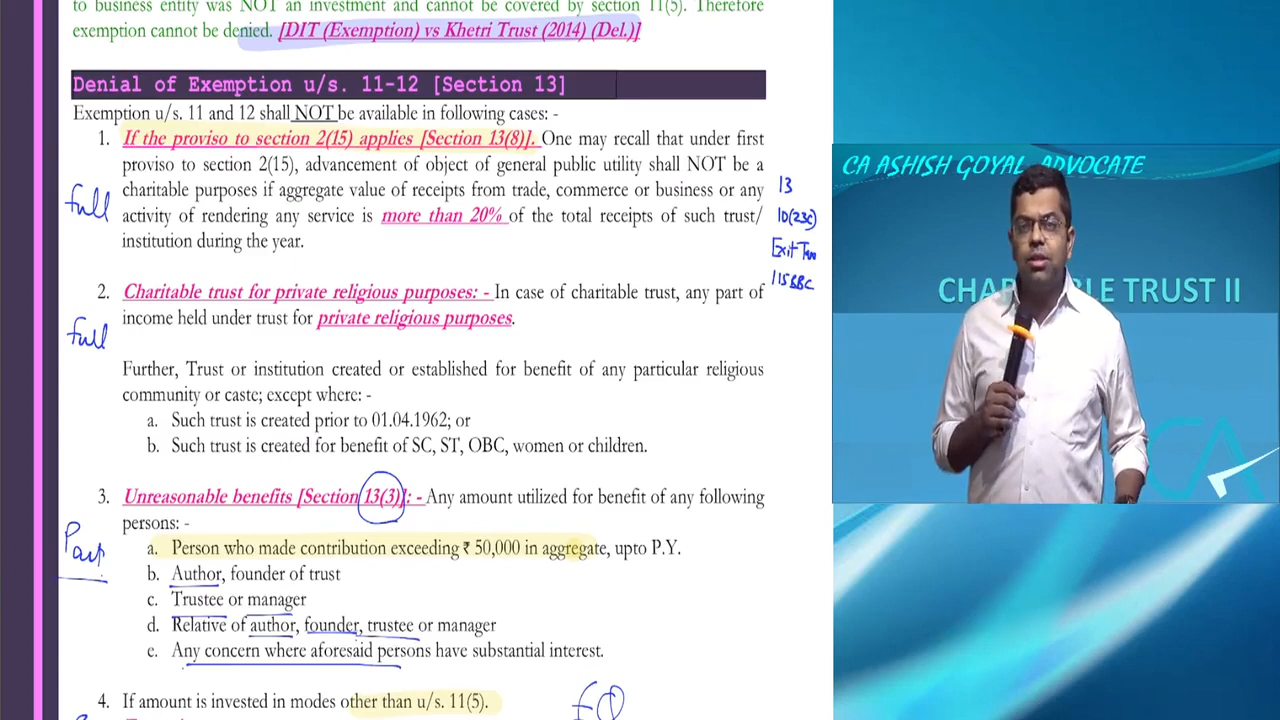 to business entity was NOT an investment and cannot be covered by section 11(5). Therefore
exemption cannot be denied. [DIT (Exemption) vs Khetri Trust (2014) (Del.)]
Denial of Exemption u/s. 11-12 [Section 13]
Exemption u/s. 11 and 12 shall NOT be available in following cases: -
1. If the proviso to section 2(15) applies [Section 13(8)]. One may recall that under first
proviso to section 2(15), advancement of object of general public utility shall NOT be a
charitable purposes if aggregate value of receipts from trade, commerce or business or any
activity of rendering any service is more than 20% of the total receipts of such trust/
institution during the year.
full
13
10(23C)
Exit Tax
115BBC
2. Charitable trust for private religious purposes: - In case of charitable trust, any part of
income held under trust for private religious purposes.
full
Further, Trust or institution created or established for benefit of any particular religious
community or caste; except where: -
a. Such trust is created prior to 01.04.1962; or
b. Such trust is created for benefit of SC, ST, OBC, women or children.
3. Unreasonable benefits [Section 13(3)]: - Any amount utilized for benefit of any following
persons: -
Part
a. Person who made contribution exceeding ₹ 50,000 in aggregate, upto P.Y.
b. Author, founder of trust
c. Trustee or manager
d. Relative of author, founder, trustee or manager
e. Any concern where aforesaid persons have substantial interest.
4. If amount is invested in modes other than u/s. 11(5).
CA ASHISH GOYAL, ADVOCATE
TRUST II
CA